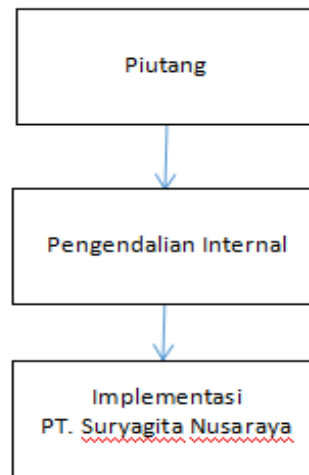 Piutang
Pengendalian Internal
Implementasi
PT. Suryagita Nusaraya